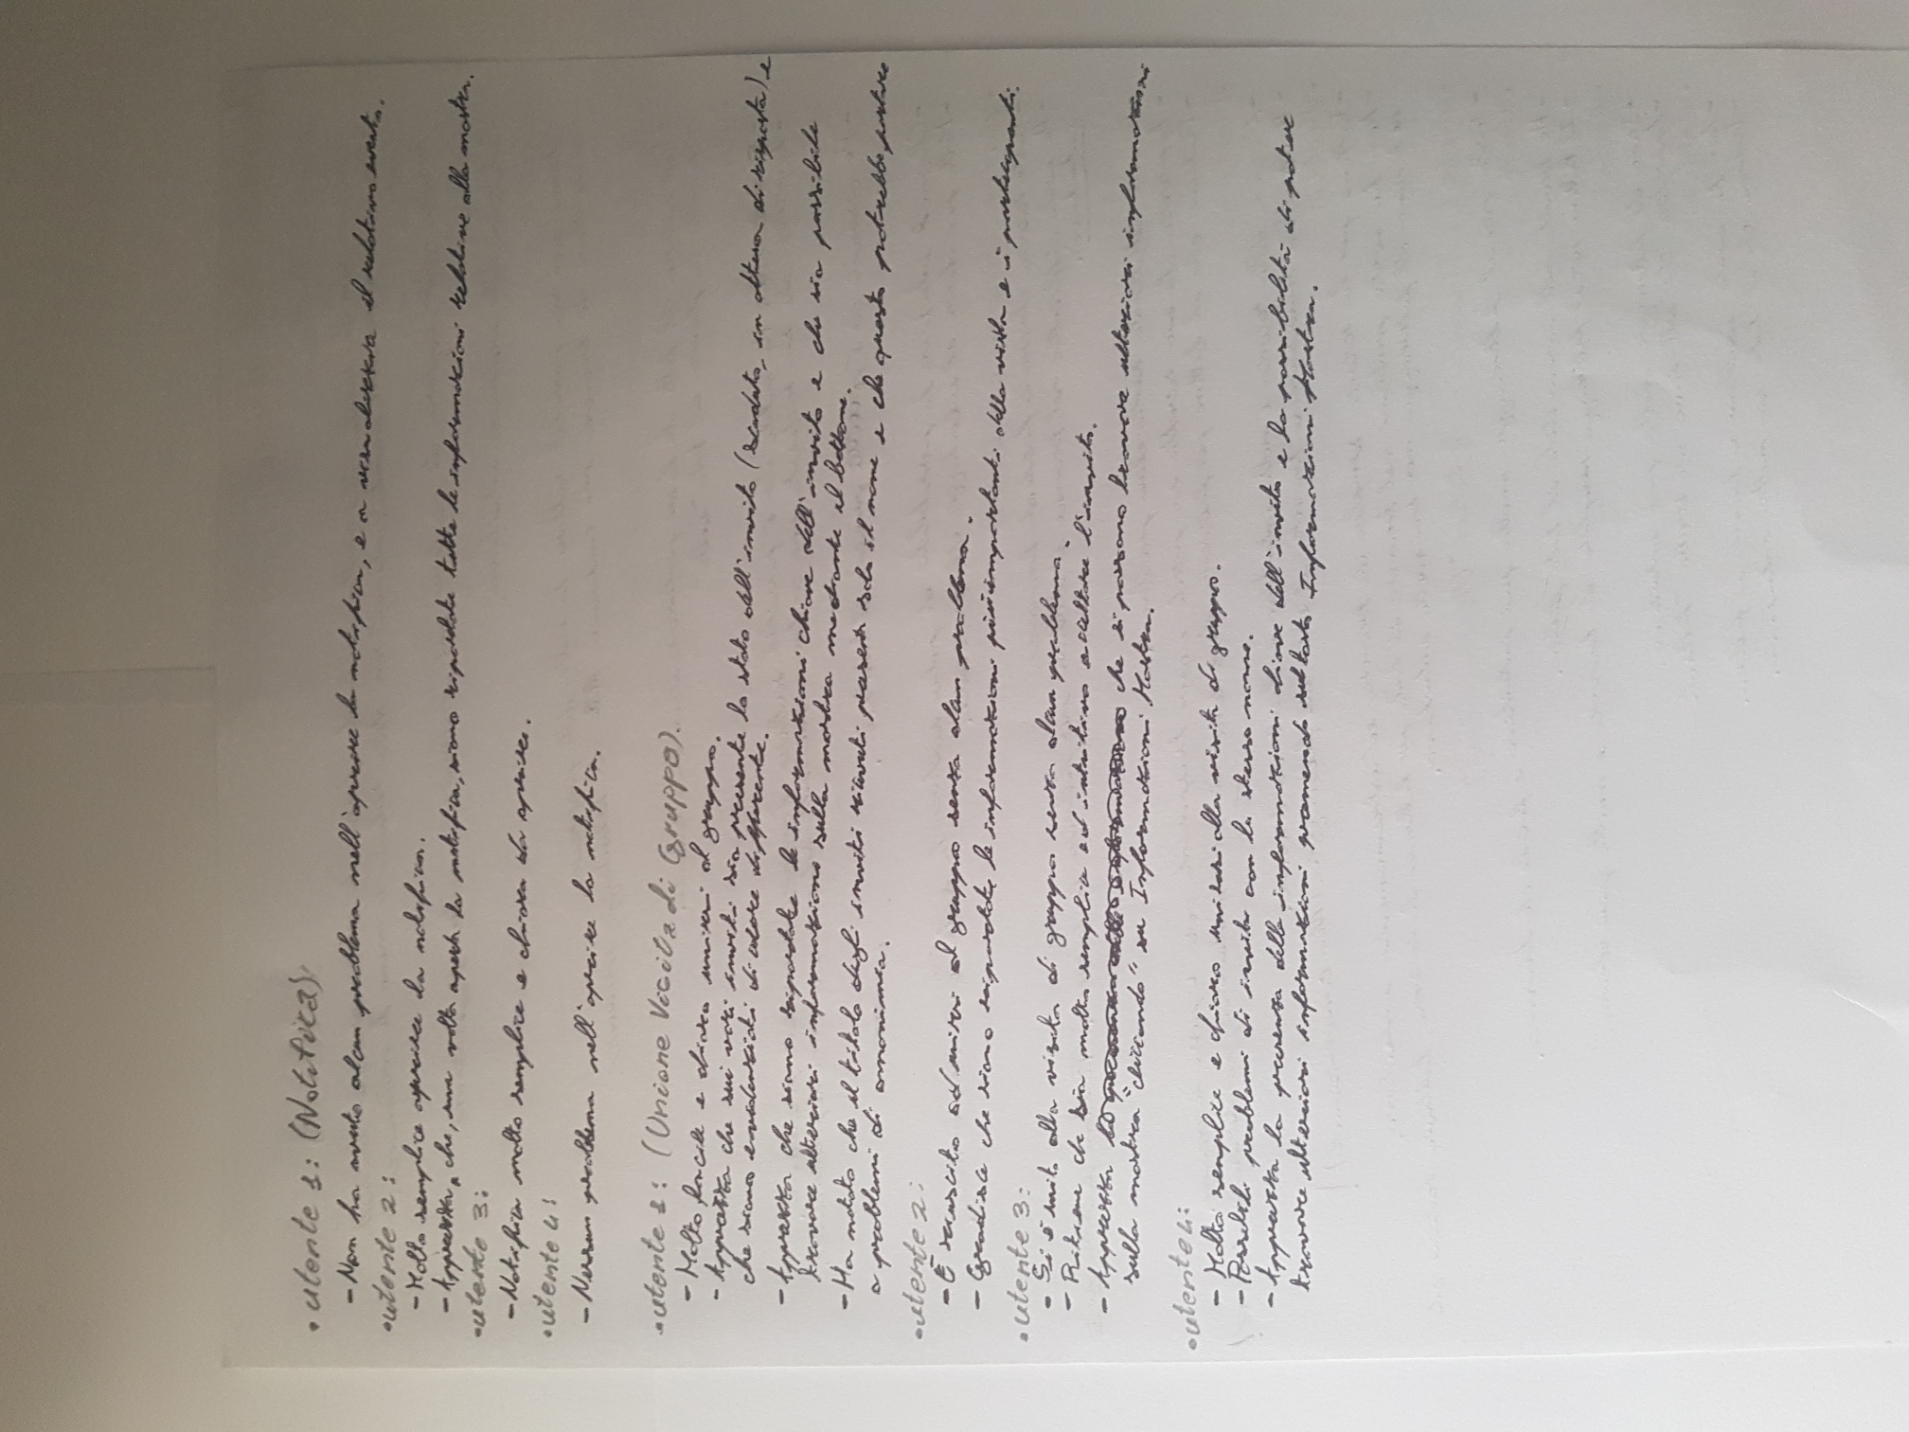 • utente 1: (Notifica)
- Non ha avuto alcun problema nell'aprire la notifica, e a visualizzare il relativo evento.
• utente 2:
- Molto semplice aprire la notifica.
- Apprezza, che, una volta aperta la notifica, siano riportate tutte le informazioni relative alla mostra.
• utente 3:
- Notifica molto semplice e chiara da aprire.
• utente 4:
- Nessun problema nell'aprire la notifica.
• utente 1: (Unione Visita di Gruppo).
- Molto facile e chiaro unirsi al gruppo.
- Apprezza che sui vari inviti sia presente lo stato dell'invito (scaduto, in attesa di risposta) e
che siano evidenziati di colore differente.
- Apprezza che siano riportate le informazioni chiave dell'invito e che sia possibile
trovare ulteriori informazioni sulla mostra mediante il bottone.
- Ha notato che il titolo degli inviti ricevuti presenti solo il nome e che questo potrebbe portare
a problemi di omonimia.
• utente 2:
- È riuscito ad unirsi al gruppo senza alcun problema.
- Gradisce che siano riportate le informazioni più importanti della visita e i partecipanti.
• utente 3:
- Si è unito alla visita di gruppo senza alcun problema.
- Ritiene che sia molto semplice ed intuitivo accettare l'invito.
- Apprezza che si possano trovare ulteriori informazioni
sulla mostra "cliccando" su Informazioni Mostra.
• utente 4:
- Molto semplice e chiaro unirsi alla visita di gruppo.
- Possibili problemi di inviti con lo stesso nome.
- Apprezza la presenza delle informazioni chiave dell'invito e la possibilità di poter
trovare ulteriori informazioni premendo sul tasto Informazioni Mostra.